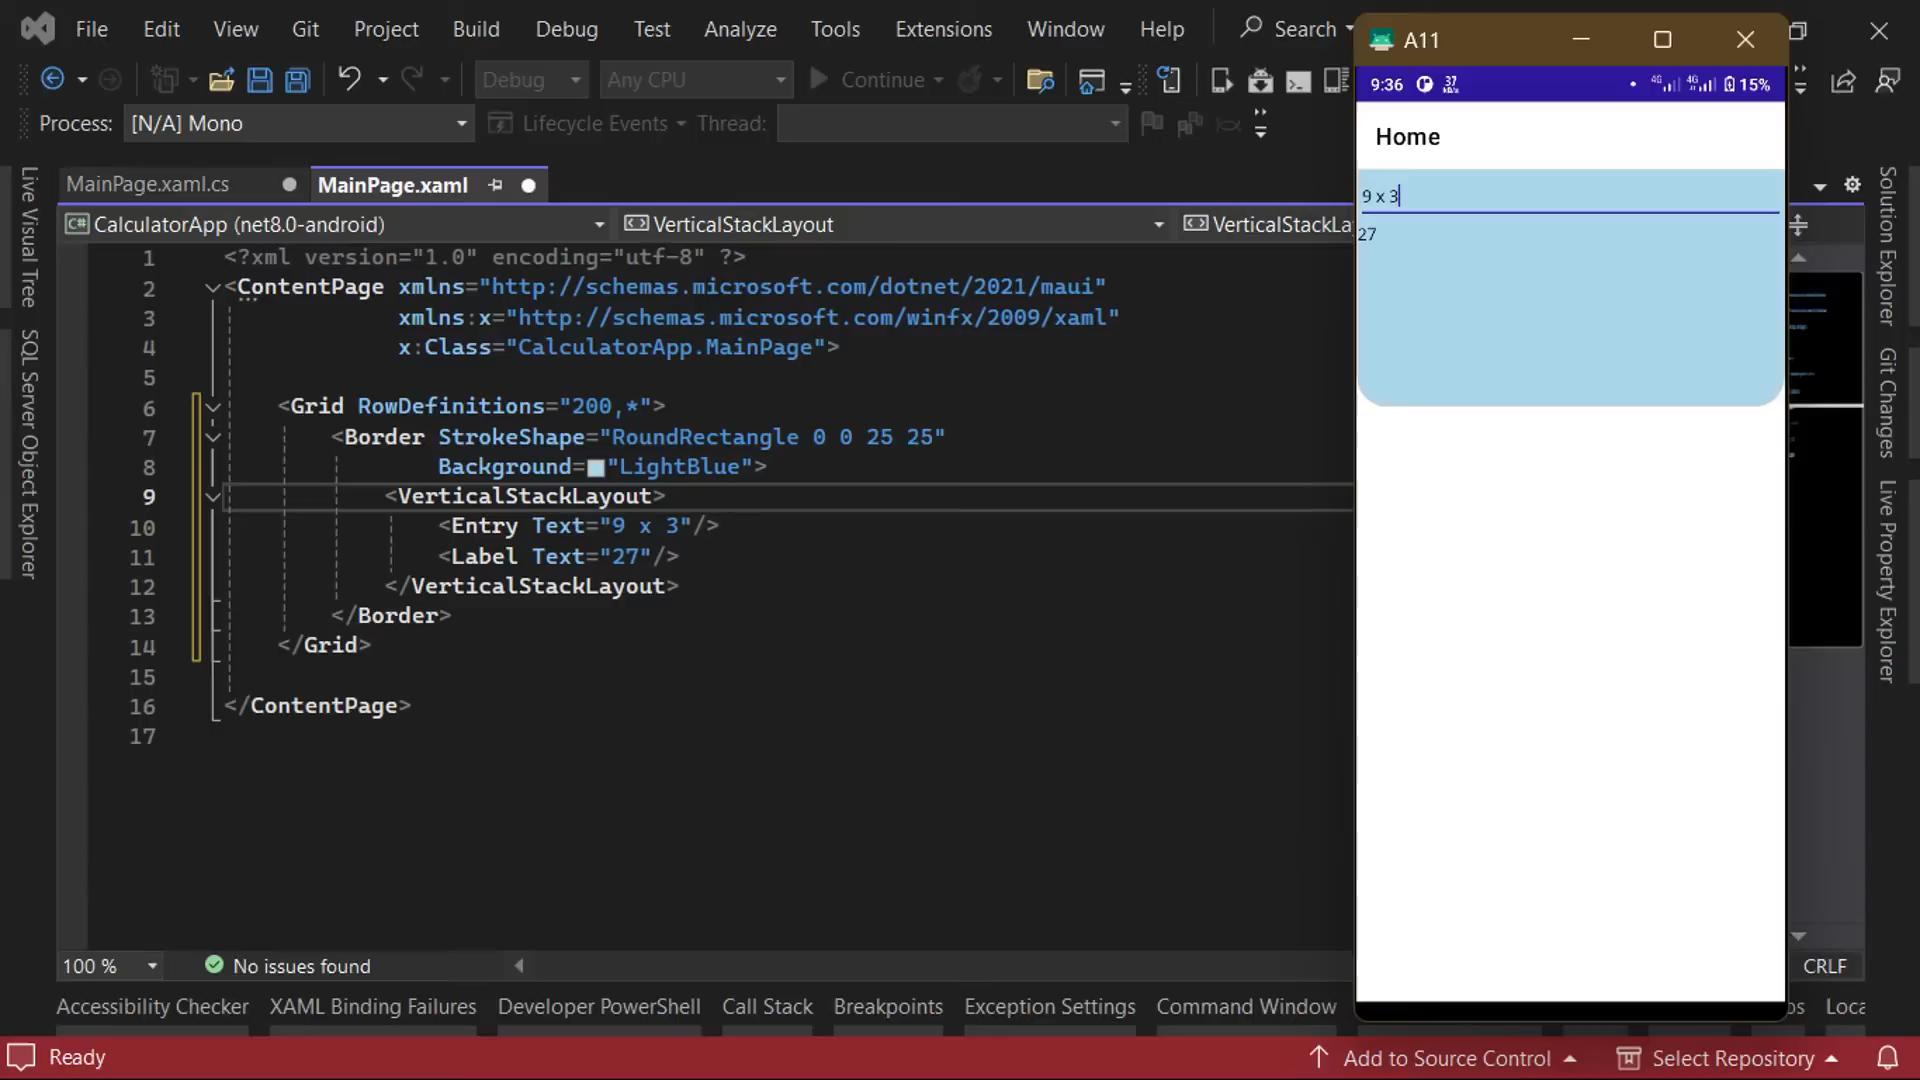 File Edit View Git Project Build Debug Test Analyze Tools Extensions Window Help Search
Debug Any CPU Continue
Process: [N/A] Mono Lifecycle Events Thread:
MainPage.xaml.cs MainPage.xaml
CalculatorApp (net8.0-android) VerticalStackLayout VerticalStackLa
1 <?xml version="1.0" encoding="utf-8" ?>
2 <ContentPage xmlns="http://schemas.microsoft.com/dotnet/2021/maui"
3 xmlns:x="http://schemas.microsoft.com/winfx/2009/xaml"
4 x:Class="CalculatorApp.MainPage">
5
6 <Grid RowDefinitions="200,*">
7 <Border StrokeShape="RoundRectangle 0 0 25 25"
8 Background="LightBlue">
9 <VerticalStackLayout>
10 <Entry Text="9 x 3"/>
11 <Label Text="27"/>
12 </VerticalStackLayout>
13 </Border>
14 </Grid>
15
16 </ContentPage>
17
100 % No issues found
CRLF
Accessibility Checker XAML Binding Failures Developer PowerShell Call Stack Breakpoints Exception Settings Command Window
Loca
Ready Add to Source Control Select Repository
Live Visual Tree
SQL Server Object Explorer
A11
9:36 37 KB/s 4G 4G 15%
Home
9 x 3
27
Solution Explorer
Git Changes
Live Property Explorer